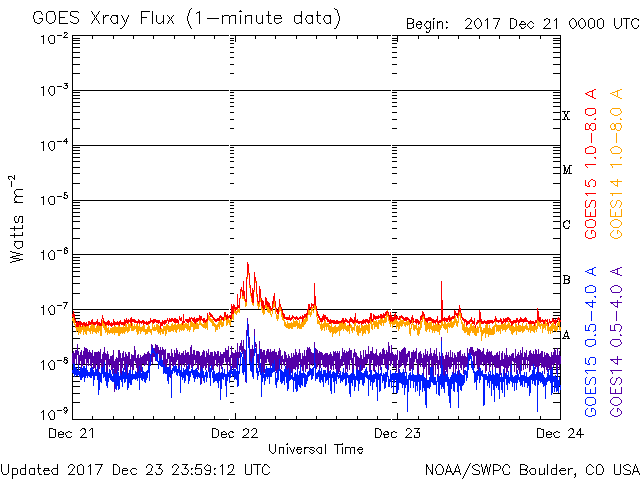 GOES Xray Flux (1-minute data)
Begin: 2017 Dec 21 0000 UTC
10-2
10-3
10-4
10-5
10-6
10-7
10-8
10-9
Watts m-2
X
M
C
B
A
GOES15 1.0-8.0 A
GOES14 1.0-8.0 A
GOES15 0.5-4.0 A
GOES14 0.5-4.0 A
Dec 21
Dec 22
Dec 23
Dec 24
Universal Time
Updated 2017 Dec 23 23:59:12 UTC
NOAA/SWPC Boulder, CO USA